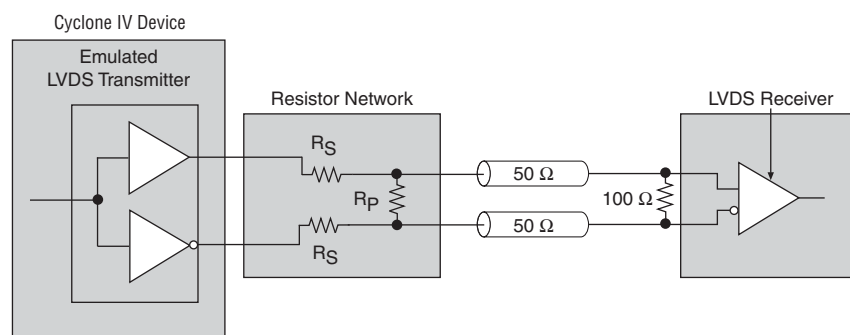 Cyclone IV Device
Emulated
LVDS Transmitter
Resistor Network
LVDS Receiver
RS
50 Ω
RP
100 Ω
50 Ω
RS